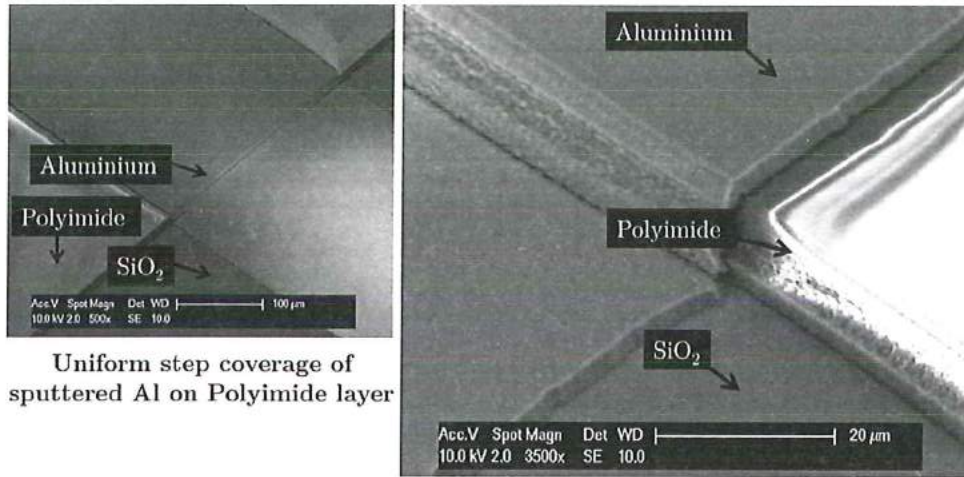 Aluminium
Polyimide
SiO₂
Acc.V Spot Magn Det WD 100 µm
10.0 kV 2.0 500x SE 10.0
Uniform step coverage of
sputtered Al on Polyimide layer
Aluminium
Polyimide
SiO₂
Acc.V Spot Magn Det WD 20 µm
10.0 kV 2.0 3500x SE 10.0